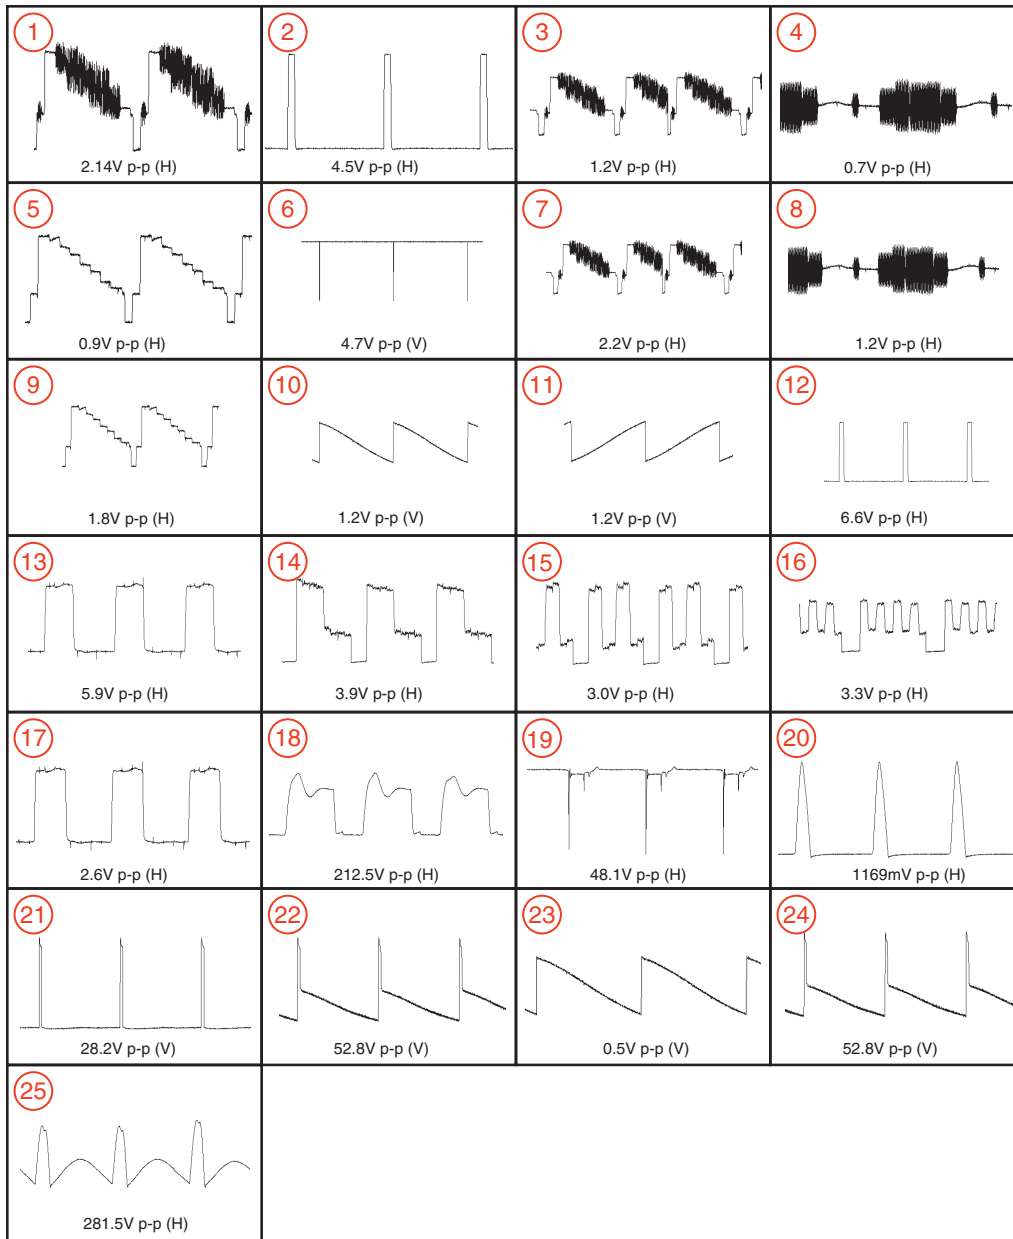 1
2
3
4
2.14V p-p (H)
4.5V p-p (H)
1.2V p-p (H)
0.7V p-p (H)
5
6
7
8
0.9V p-p (H)
4.7V p-p (V)
2.2V p-p (H)
1.2V p-p (H)
9
10
11
12
1.8V p-p (H)
1.2V p-p (V)
1.2V p-p (V)
6.6V p-p (H)
13
14
15
16
5.9V p-p (H)
3.9V p-p (H)
3.0V p-p (H)
3.3V p-p (H)
17
18
19
20
2.6V p-p (H)
212.5V p-p (H)
48.1V p-p (H)
1169mV p-p (H)
21
22
23
24
28.2V p-p (V)
52.8V p-p (V)
0.5V p-p (V)
52.8V p-p (V)
25
281.5V p-p (H)